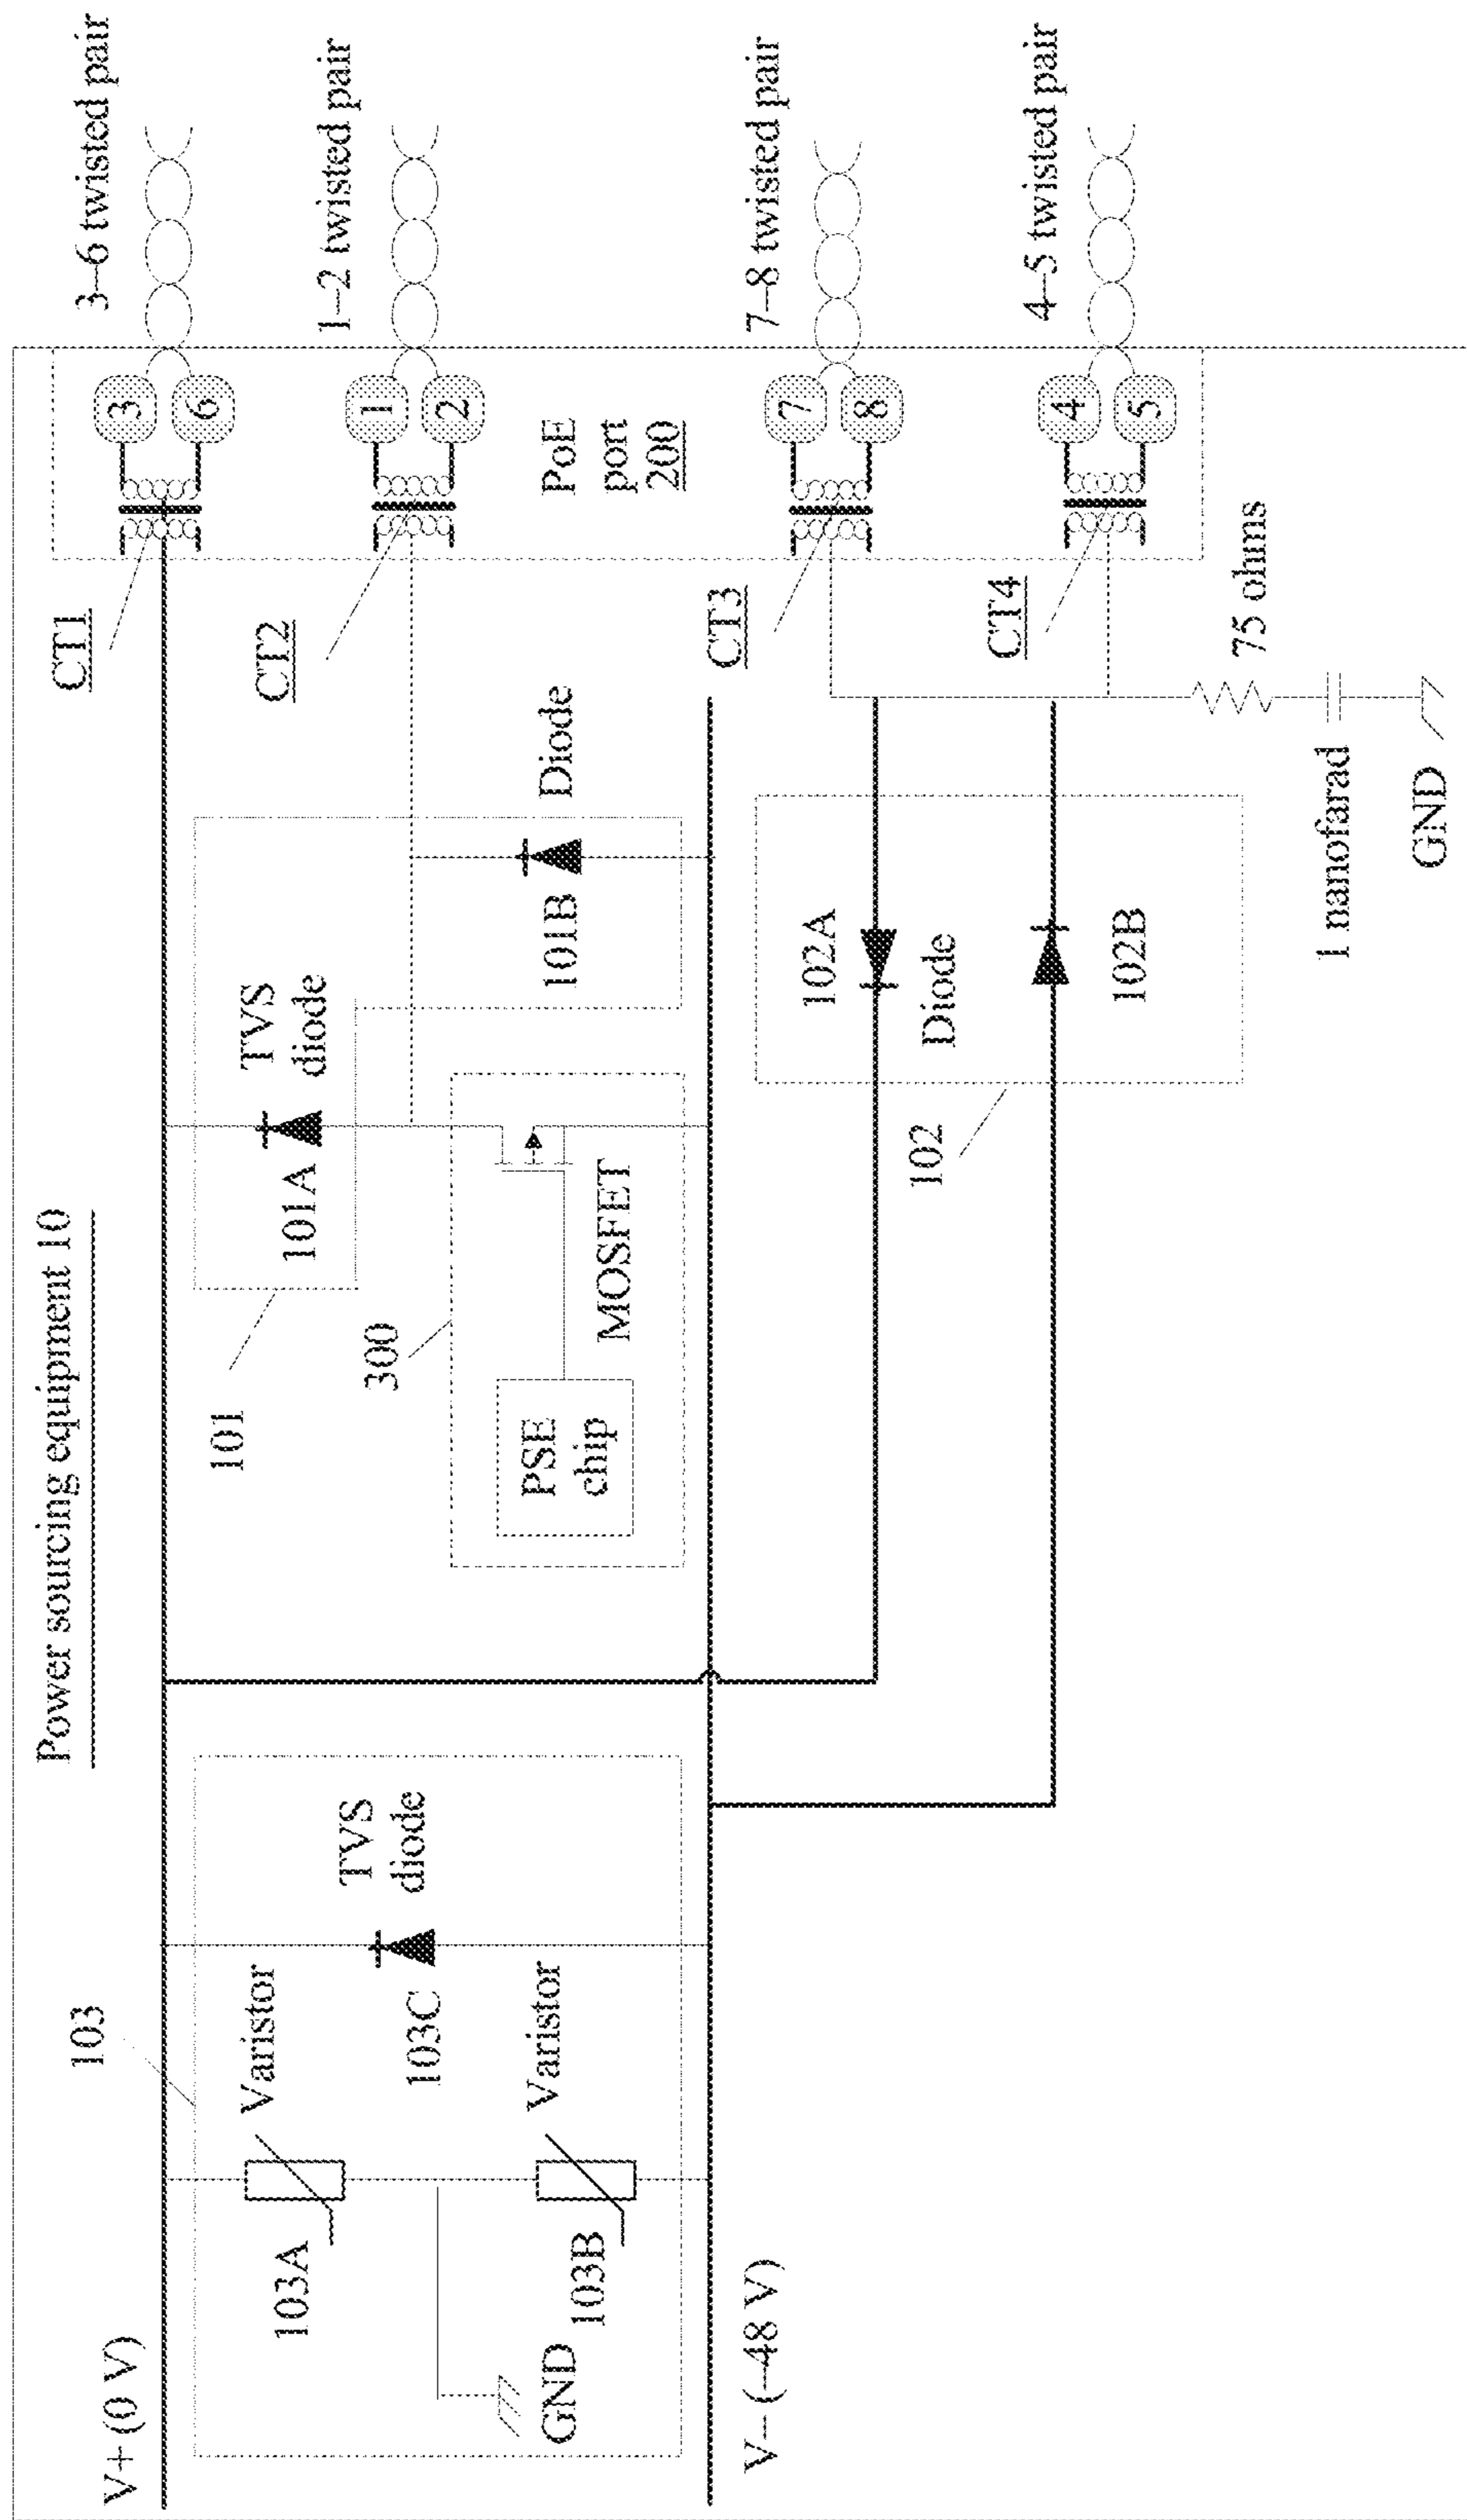 Power sourcing equipment 10
V+ (0 V)
103
Varistor
103A
TVS
diode
103C
Varistor
103B
GND
V– (–48 V)
101
TVS
diode
101A
300
PSE
chip
MOSFET
Diode
101B
102
102A
Diode
102B
CT1
CT2
CT3
CT4
PoE
port
200
3
6
1
2
7
8
4
5
3–6 twisted pair
1–2 twisted pair
7–8 twisted pair
4–5 twisted pair
75 ohms
1 nanofarad
GND